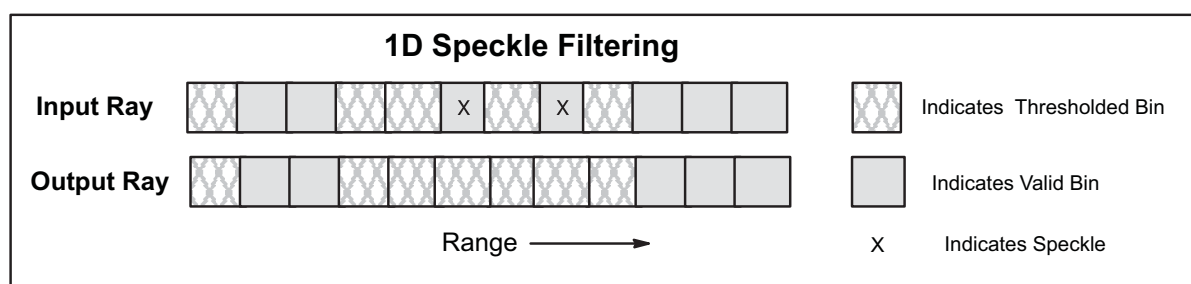 1D Speckle Filtering
Input Ray
X X
Indicates Thresholded Bin
Output Ray
Indicates Valid Bin
Range
X Indicates Speckle